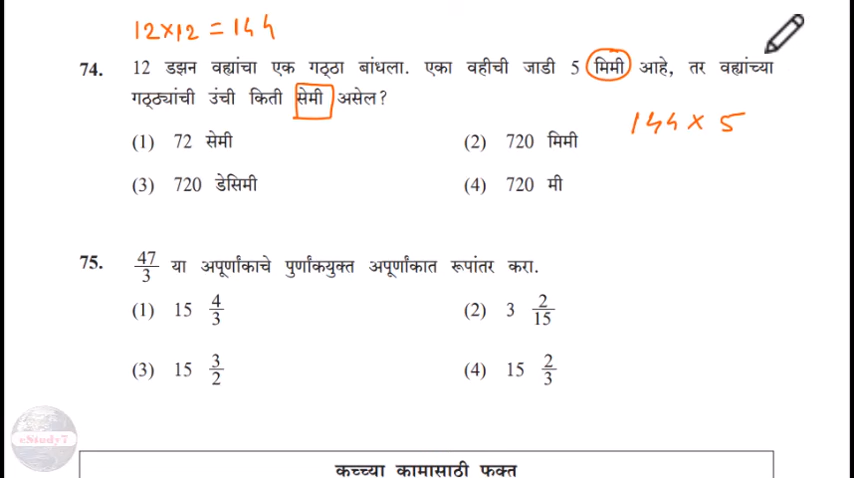 12×12 = 144
74. 12 डझन वह्यांचा एक गठ्ठा बांधला. एका वहीची जाडी 5 मिमी आहे, तर वह्यांच्या
गठ्ठ्यांची उंची किती सेमी असेल?
144 × 5
(1) 72 सेमी (2) 720 मिमी
(3) 720 डेसिमी (4) 720 मी
75. 47/3 या अपूर्णांकाचे पुर्णांकयुक्त अपूर्णांकात रूपांतर करा.
(1) 15 4/3 (2) 3 2/15
(3) 15 3/2 (4) 15 2/3
eStudy7
कच्च्या कामासाठी फक्त